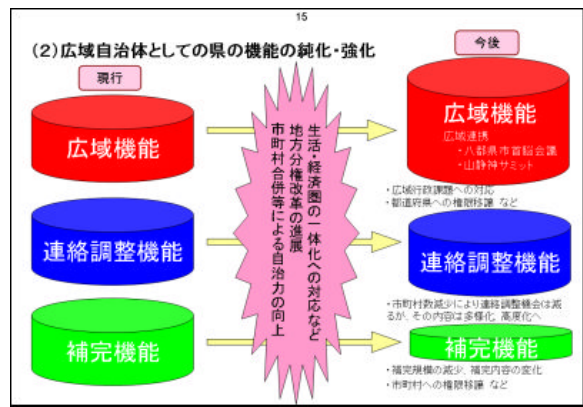 15
(2)広域自治体としての県の機能の純化・強化
現行
今後
広域機能
連絡調整機能
補完機能
生活・経済圏の一体化への対応など
地方分権改革の進展
市町村合併等による自治力の向上
広域機能
広域連携
・八都県市首脳会議
・山静神サミット
・広域行政課題への対応
・都道府県への権限移譲 など
連絡調整機能
・市町村数減少により連絡調整機会は減
るが、その内容は多様化、高度化へ
補完機能
・補完規模の減少、補完内容の変化
・市町村への権限移譲 など